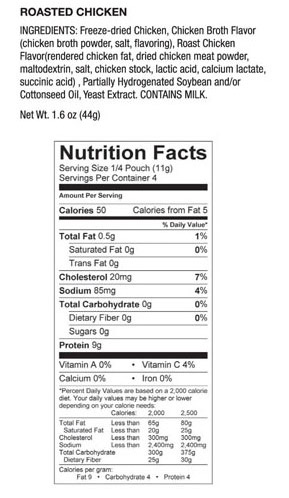 ROASTED CHICKEN
INGREDIENTS: Freeze-dried Chicken, Chicken Broth Flavor
(chicken broth powder, salt, flavoring), Roast Chicken
Flavor(rendered chicken fat, dried chicken meat powder,
maltodextrin, salt, chicken stock, lactic acid, calcium lactate,
succinic acid) , Partially Hydrogenated Soybean and/or
Cottonseed Oil, Yeast Extract. CONTAINS MILK.
Net Wt. 1.6 oz (44g)
Nutrition Facts
Serving Size 1/4 Pouch (11g)
Servings Per Container 4
Amount Per Serving
Calories 50 Calories from Fat 5
% Daily Value*
Total Fat 0.5g 1%
Saturated Fat 0g 0%
Trans Fat 0g
Cholesterol 20mg 7%
Sodium 85mg 4%
Total Carbohydrate 0g 0%
Dietary Fiber 0g 0%
Sugars 0g
Protein 9g
Vitamin A 0% • Vitamin C 4%
Calcium 0% • Iron 0%
*Percent Daily Values are based on a 2,000 calorie
diet. Your daily values may be higher or lower
depending on your calorie needs:
Calories: 2,000 2,500
Total Fat Less than 65g 80g
Saturated Fat Less than 20g 25g
Cholesterol Less than 300mg 300mg
Sodium Less than 2,400mg 2,400mg
Total Carbohydrate 300g 375g
Dietary Fiber 25g 30g
Calories per gram:
Fat 9 • Carbohydrate 4 • Protein 4